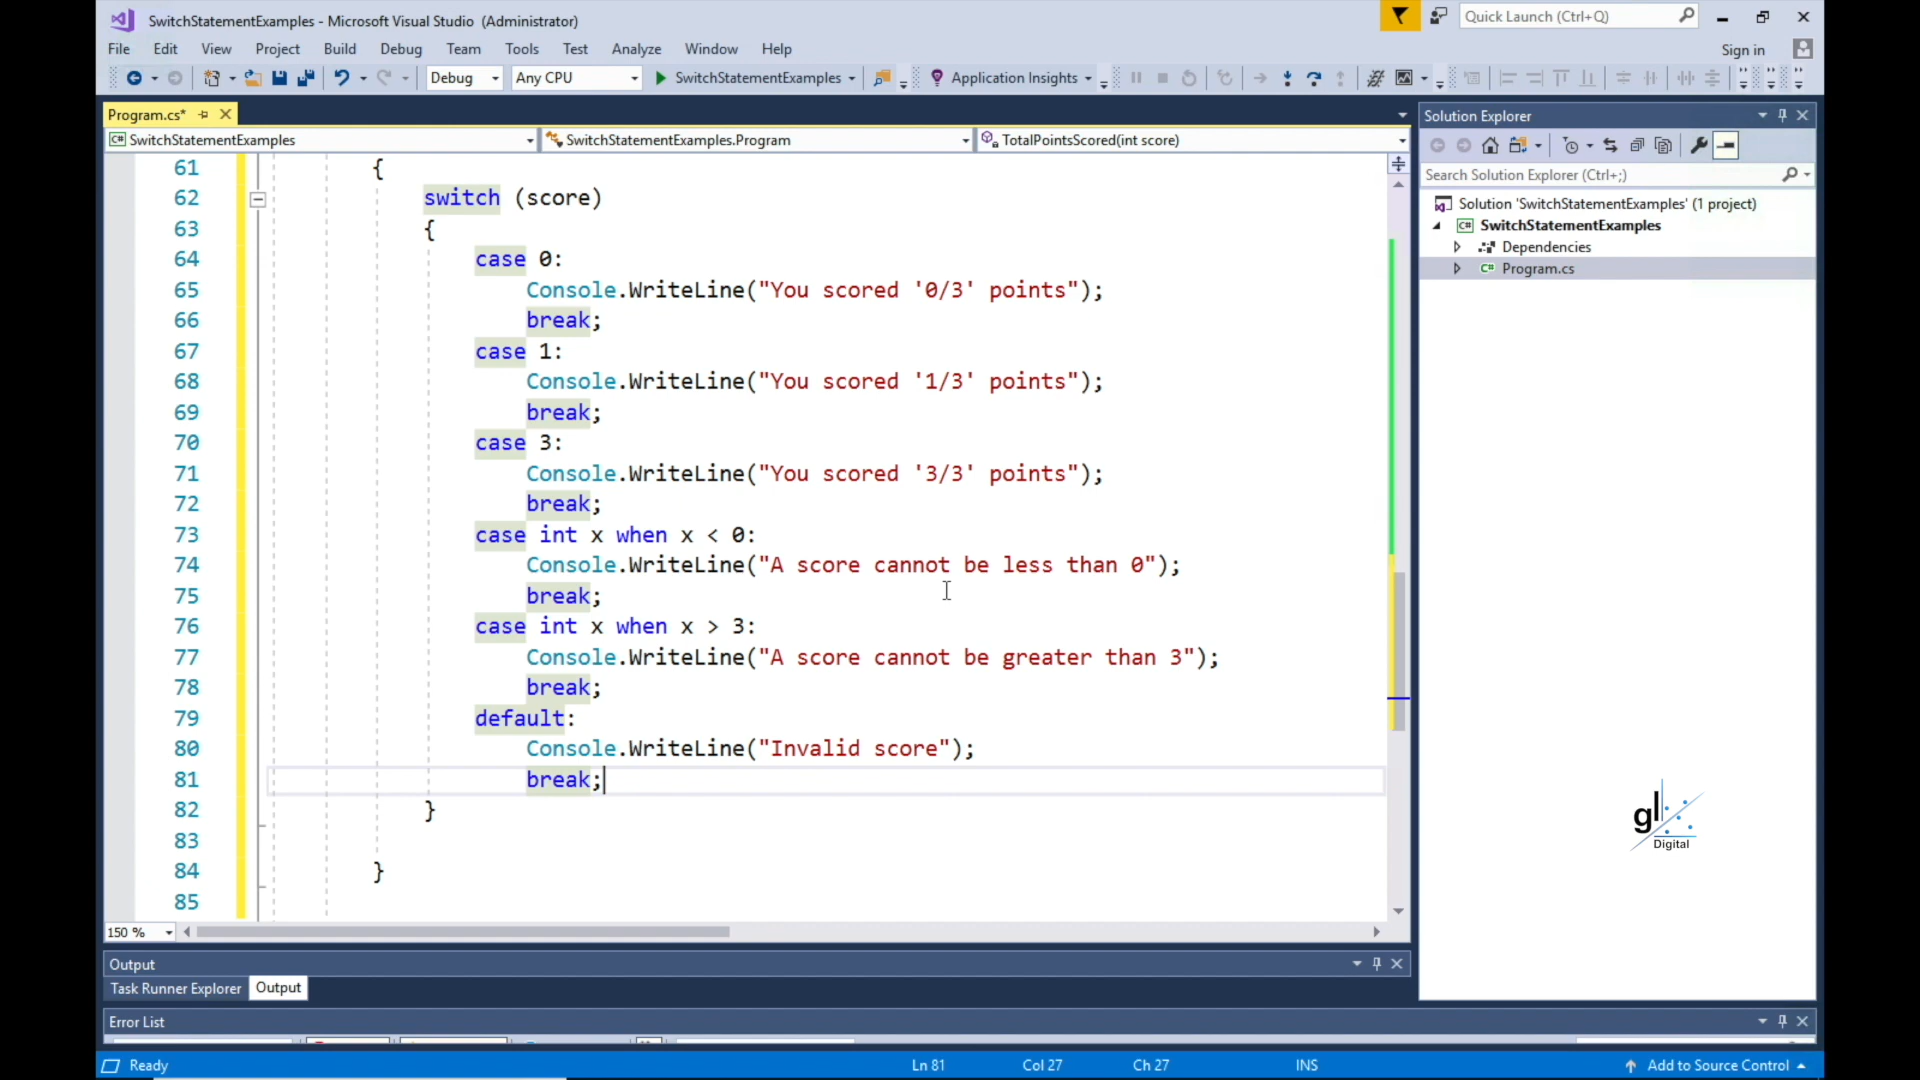 SwitchStatementExamples - Microsoft Visual Studio (Administrator)
Quick Launch (Ctrl+Q)
File Edit View Project Build Debug Team Tools Test Analyze Window Help
Sign in
Debug Any CPU SwitchStatementExamples Application Insights
Program.cs*
SwitchStatementExamples SwitchStatementExamples.Program TotalPointsScored(int score)
61 {
62 switch (score)
63 {
64 case 0:
65 Console.WriteLine("You scored '0/3' points");
66 break;
67 case 1:
68 Console.WriteLine("You scored '1/3' points");
69 break;
70 case 3:
71 Console.WriteLine("You scored '3/3' points");
72 break;
73 case int x when x < 0:
74 Console.WriteLine("A score cannot be less than 0");
75 break;
76 case int x when x > 3:
77 Console.WriteLine("A score cannot be greater than 3");
78 break;
79 default:
80 Console.WriteLine("Invalid score");
81 break;
82 }
83
84 }
85
150 %
Solution Explorer
Search Solution Explorer (Ctrl+;)
Solution 'SwitchStatementExamples' (1 project)
C# SwitchStatementExamples
Dependencies
C# Program.cs
gl
Digital
Output
Task Runner Explorer Output
Error List
Ready Ln 81 Col 27 Ch 27 INS Add to Source Control